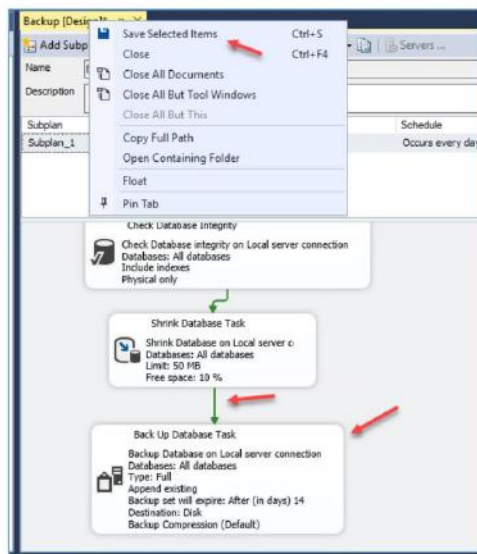 Backup [Design]*
Add Subp
Servers ...
Name
Description
Save Selected Items Ctrl+S
Close Ctrl+F4
Close All Documents
Close All But Tool Windows
Close All But This
Copy Full Path
Open Containing Folder
Float
Pin Tab
Subplan Schedule
Subplan_1 Occurs every day
Check Database Integrity
Check Database integrity on Local server connection
Databases: All databases
Include indexes
Physical only
Shrink Database Task
Shrink Database on Local server c
Databases: All databases
Limit: 50 MB
Free space: 10 %
Back Up Database Task
Backup Database on Local server connection
Databases: All databases
Type: Full
Append existing
Backup set will expire: After (in days) 14
Destination: Disk
Backup Compression (Default)